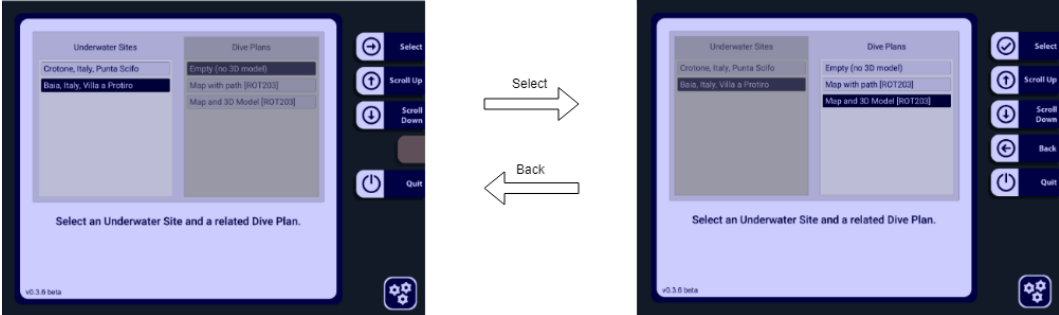 Underwater Sites
Dive Plans
Crotone, Italy, Punta Scifo
Baia, Italy, Villa a Protiro
Empty (no 3D model)
Map with path [ROT203]
Map and 3D Model [ROT203]
Select
Scroll Up
Scroll
Down
Quit
Select an Underwater Site and a related Dive Plan.
v0.3.6 beta
Select
Back
Underwater Sites
Dive Plans
Crotone, Italy, Punta Scifo
Baia, Italy, Villa a Protiro
Empty (no 3D model)
Map with path [ROT203]
Map and 3D Model [ROT203]
Select
Scroll Up
Scroll
Down
Back
Quit
Select an Underwater Site and a related Dive Plan.
v0.3.6 beta